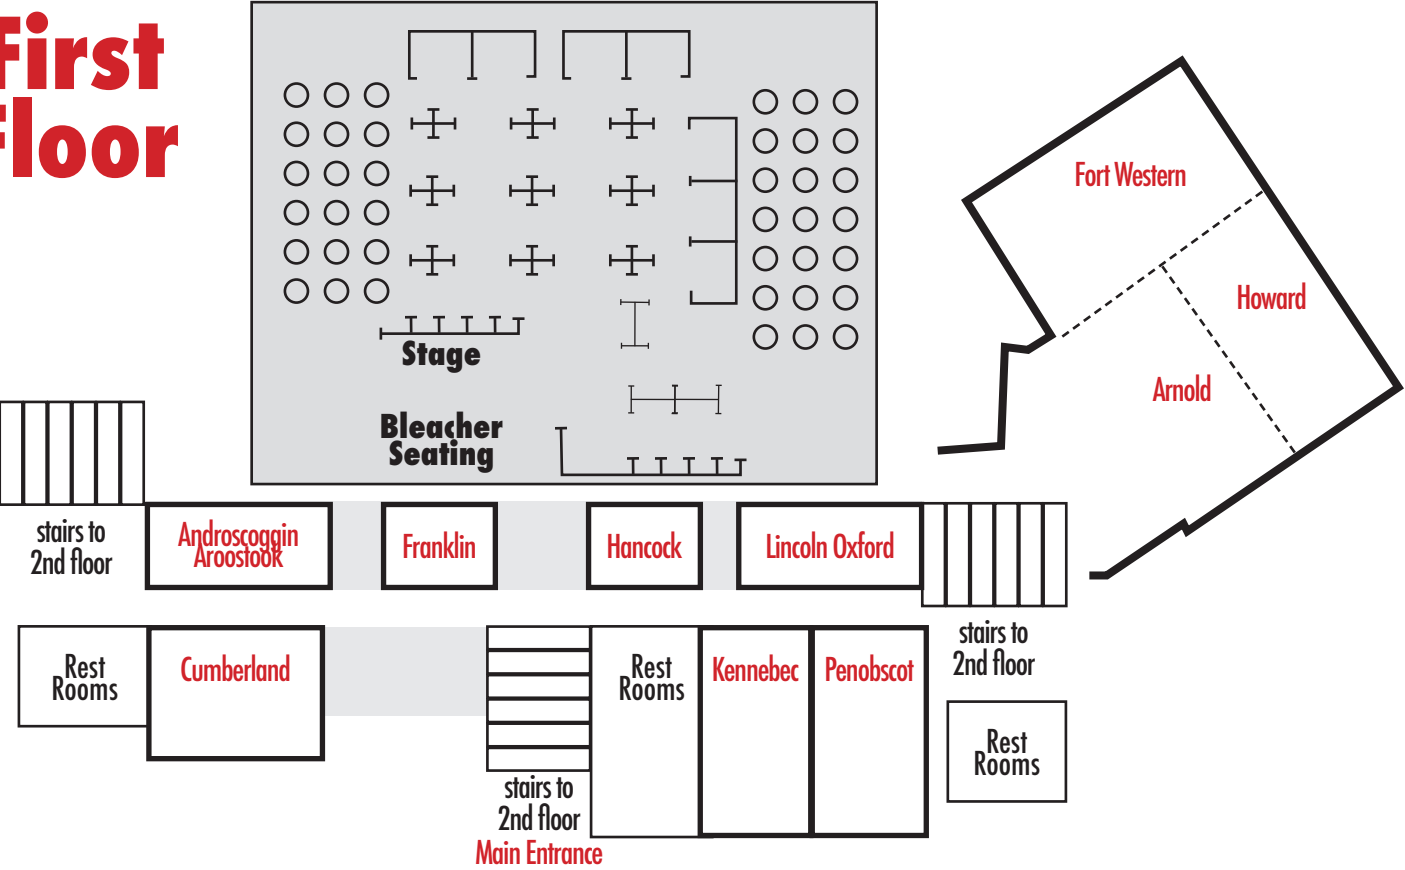 First
Floor
Fort Western
Howard
Arnold
Stage
Bleacher
Seating
stairs to
2nd floor
Androscoggin
Aroostook
Franklin
Hancock
Lincoln Oxford
stairs to
2nd floor
Rest
Rooms
Cumberland
Rest
Rooms
Kennebec
Penobscot
Rest
Rooms
stairs to
2nd floor
Main Entrance